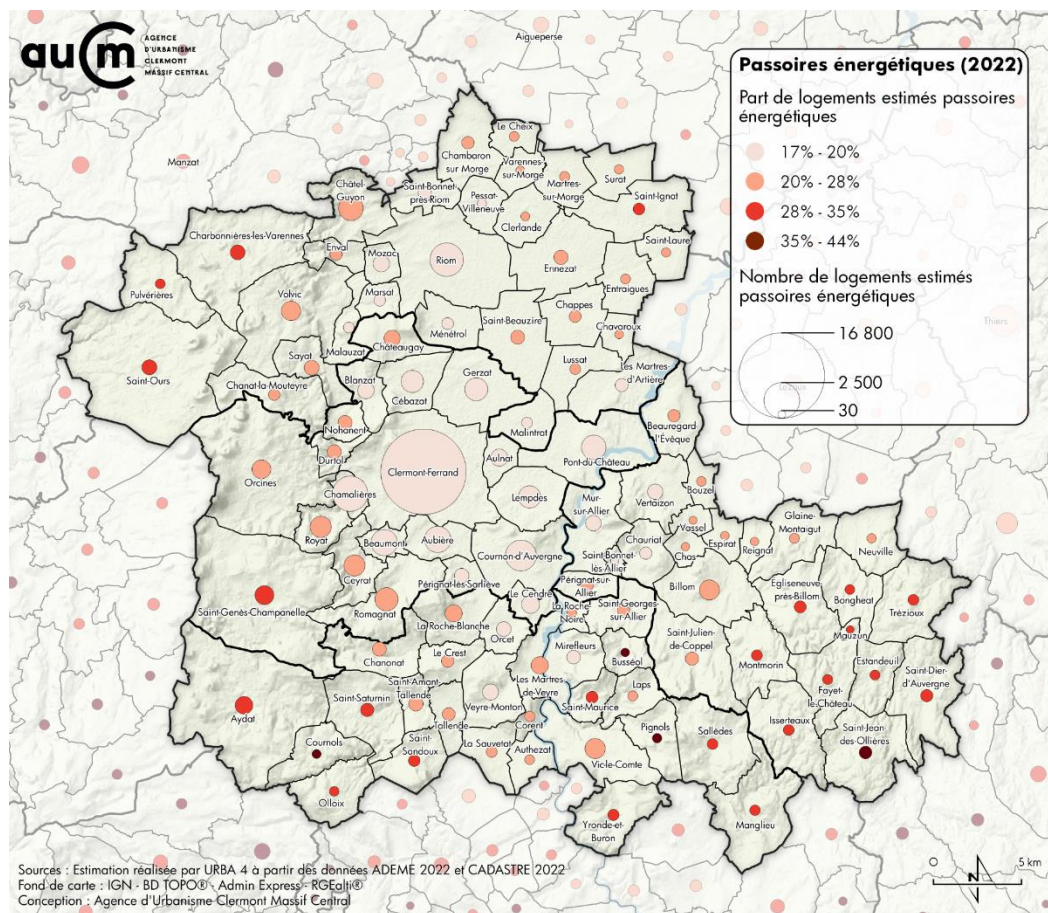 auCm
AGENCE
D'URBANISME
CLERMONT
MASSIF CENTRAL
Aigueperse
Passoires énergétiques (2022)
Part de logements estimés passoires
énergétiques
17% - 20%
20% - 28%
28% - 35%
35% - 44%
Nombre de logements estimés
passoires énergétiques
16 800
2 500
30
Lezoux
Thiers
Manzat
Le Cheix
Chambaron
sur Morge
Varennes-
sur-Morge
Martres-
sur-Morge
Surat
Saint-Ignat
Châtel-
Guyon
Saint-Bonnet-
près-Riom
Pessat-
Villeneuve
Clerlande
Charbonnières-les-Varennes
Enval
Mozac
Riom
Ennezat
Saint-Laure
Entraigues
Pulvérières
Volvic
Marsat
Ménétrol
Saint-Beauzire
Chappes
Chavaroux
Malauzat
Châteaugay
Saint-Ours
Sayat
Chanat-la-Mouteyre
Blanzat
Cébazat
Gerzat
Lussat
Les Martres-
d'Artière
Nohanent
Malintrat
Beauregard
l'Evêque
Durtol
Clermont-Ferrand
Aulnat
Pont-du-Château
Orcines
Chamalières
Lempdes
Mur-
sur-Allier
Vertaizon
Bouzel
Vassel
Glaine-
Montaigut
Royat
Beaumont
Aubière
Cournon-d'Auvergne
Chauriat
Chas
Espirat
Reignat
Neuville
Saint-Bonnet-
lès-Allier
Ceyrat
Pérignat-lès-Sarliève
Pérignat-sur-
Allier
Billom
Egliseneuve
près-Billom
Bongheat
Trézioux
Saint-Genès-Champanelle
Romagnat
Le Cendre
La Roche
Noire
Saint-Georges-
sur-Allier
La Roche-Blanche
Orcet
Mauzun
Chanonat
Le Crest
Mirefleurs
Busséol
Saint-Julien-
de-Coppel
Montmorin
Estandeuil
Saint-Dier-
d'Auvergne
Saint-Amant-
Tallende
Les Martres
de-Veyre
Laps
Fayet-
le-Château
Aydat
Saint-Saturnin
Veyre-Monton
Saint-
Maurice
Tallende
Corent
Isserteaux
Saint-Jean
des-Ollières
Cournols
Saint-
Sandoux
La Sauvetat
Authezat
Vic-le-Comte
Pignols
Sallèdes
Olloix
Yronde-et-
Buron
Manglieu
Sources : Estimation réalisée par URBA 4 à partir des données ADEME 2022 et CADASTRE 2022
Fond de carte : IGN - BD TOPO® - Admin Express - RGEalti®
Conception : Agence d'Urbanisme Clermont Massif Central
0
N
5 km